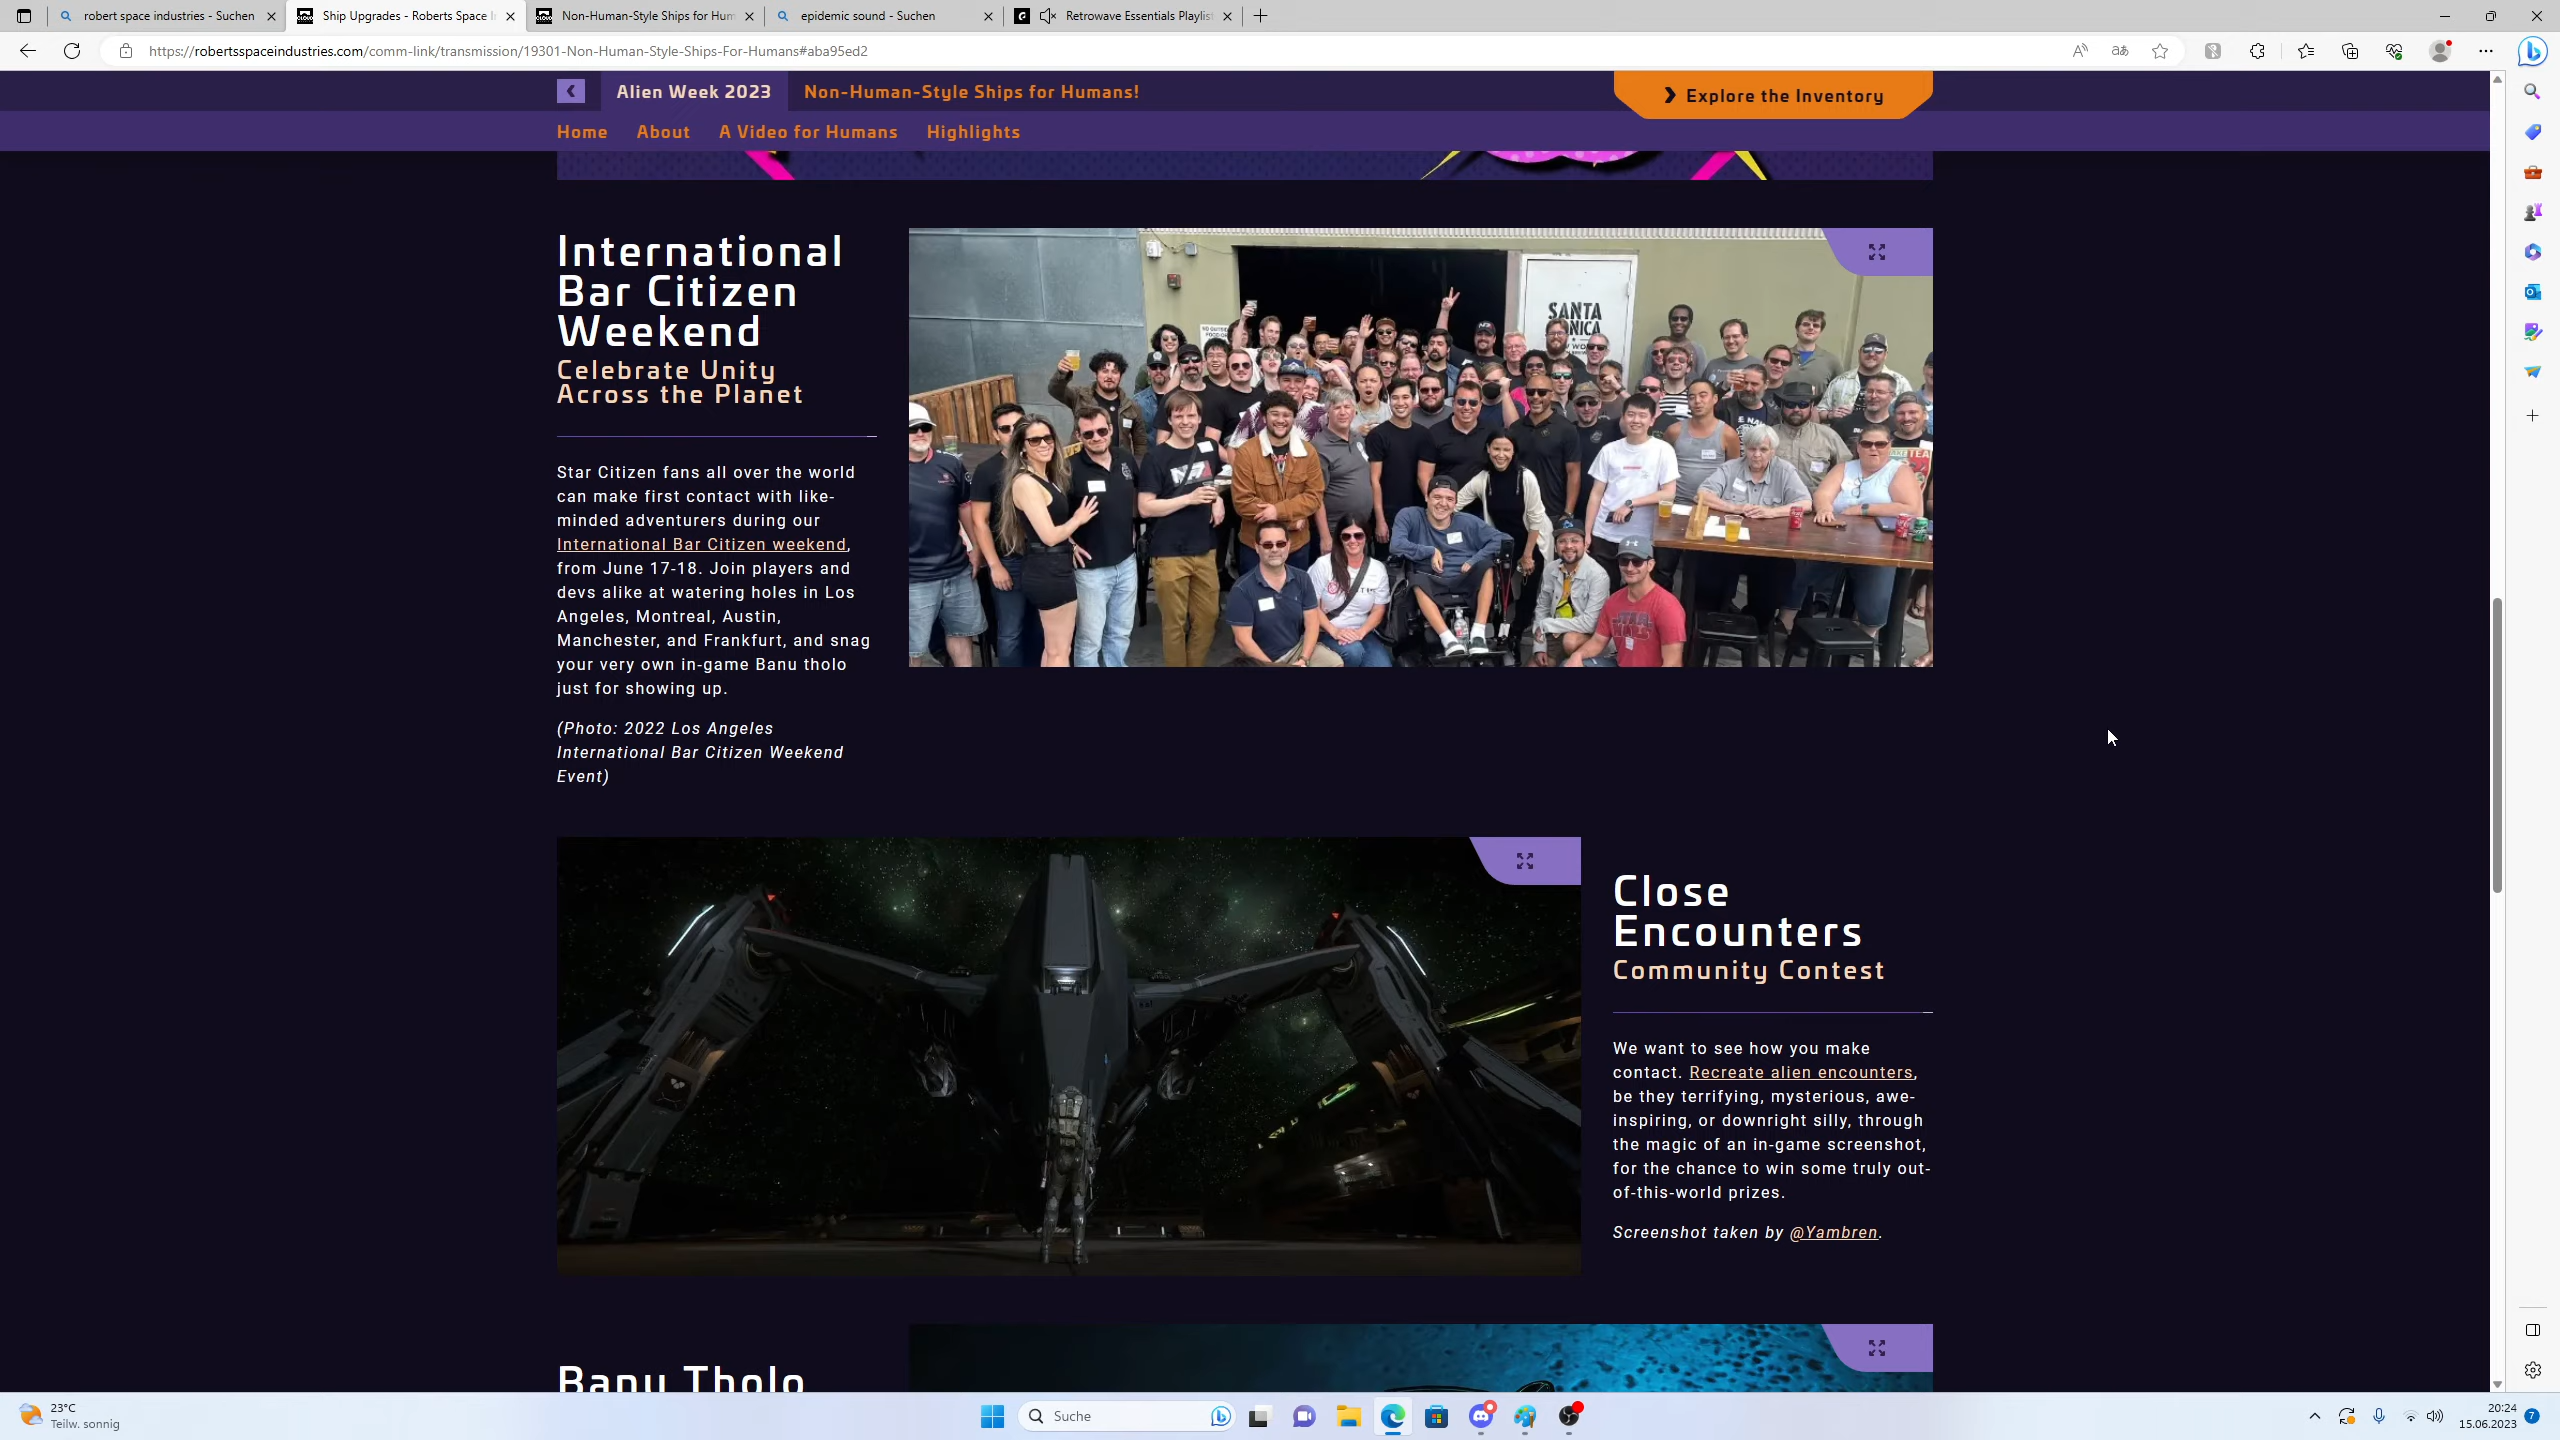 robert space industries - Suchen
Ship Upgrades - Roberts Space I
Non-Human-Style Ships for Hum
epidemic sound - Suchen
Retrowave Essentials Playlis
https://robertsspaceindustries.com/comm-link/transmission/19301-Non-Human-Style-Ships-For-Humans#aba95ed2
Alien Week 2023
Non-Human-Style Ships for Humans!
Explore the Inventory
Home
About
A Video for Humans
Highlights
International
Bar Citizen
Weekend
Celebrate Unity
Across the Planet
Star Citizen fans all over the world
can make first contact with like-
minded adventurers during our
International Bar Citizen weekend,
from June 17-18. Join players and
devs alike at watering holes in Los
Angeles, Montreal, Austin,
Manchester, and Frankfurt, and snag
your very own in-game Banu tholo
just for showing up.
(Photo: 2022 Los Angeles
International Bar Citizen Weekend
Event)
SANTA
Close
Encounters
Community Contest
We want to see how you make
contact. Recreate alien encounters,
be they terrifying, mysterious, awe-
inspiring, or downright silly, through
the magic of an in-game screenshot,
for the chance to win some truly out-
of-this-world prizes.
Screenshot taken by @Yambren.
Banu Tholo
23°C
Teilw. sonnig
Suche
20:24
15.06.2023
7